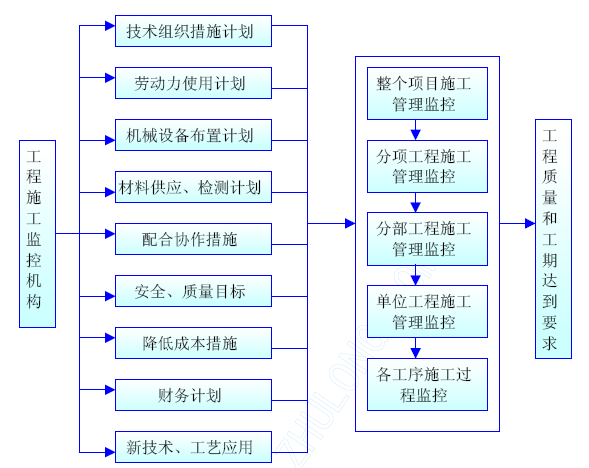 工程施工监控机构
技术组织措施计划
劳动力使用计划
机械设备布置计划
材料供应、检测计划
配合协作措施
安全、质量目标
降低成本措施
财务计划
新技术、工艺应用
整个项目施工
管理监控
分项工程施工
管理监控
分部工程施工
管理监控
单位工程施工
管理监控
各工序施工过
程监控
工程质量和工期达到要求